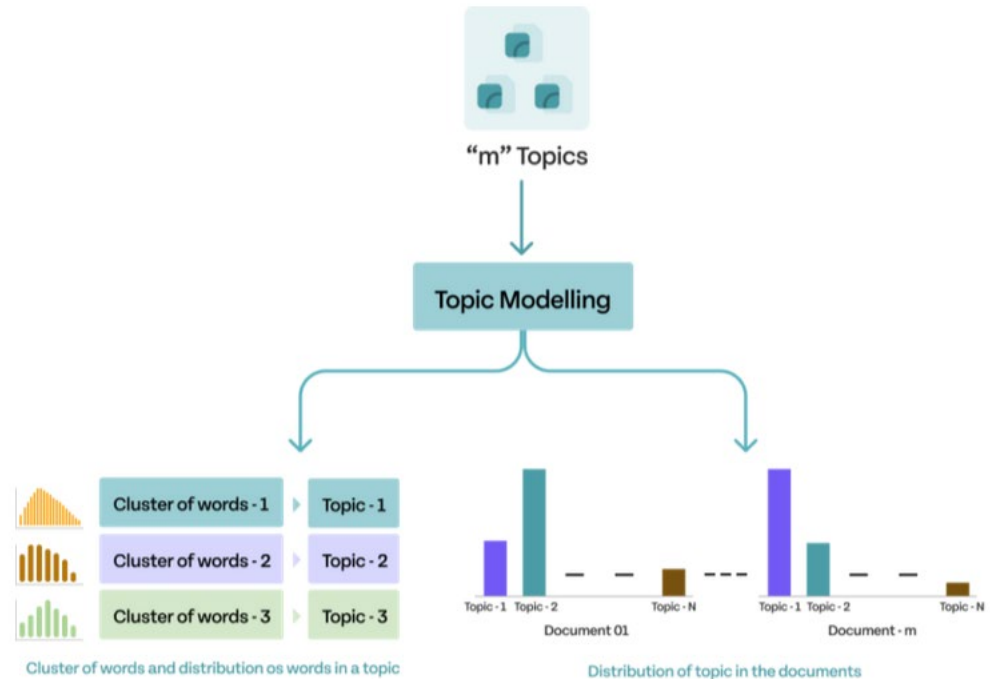 “m” Topics
Topic Modelling
Cluster of words - 1
Topic - 1
Cluster of words - 2
Topic - 2
Cluster of words - 3
Topic - 3
Cluster of words and distribution os words in a topic
Topic - 1 Topic - 2 Topic - N
Document 01
Topic - 1 Topic - 2 Topic - N
Document - m
Distribution of topic in the documents